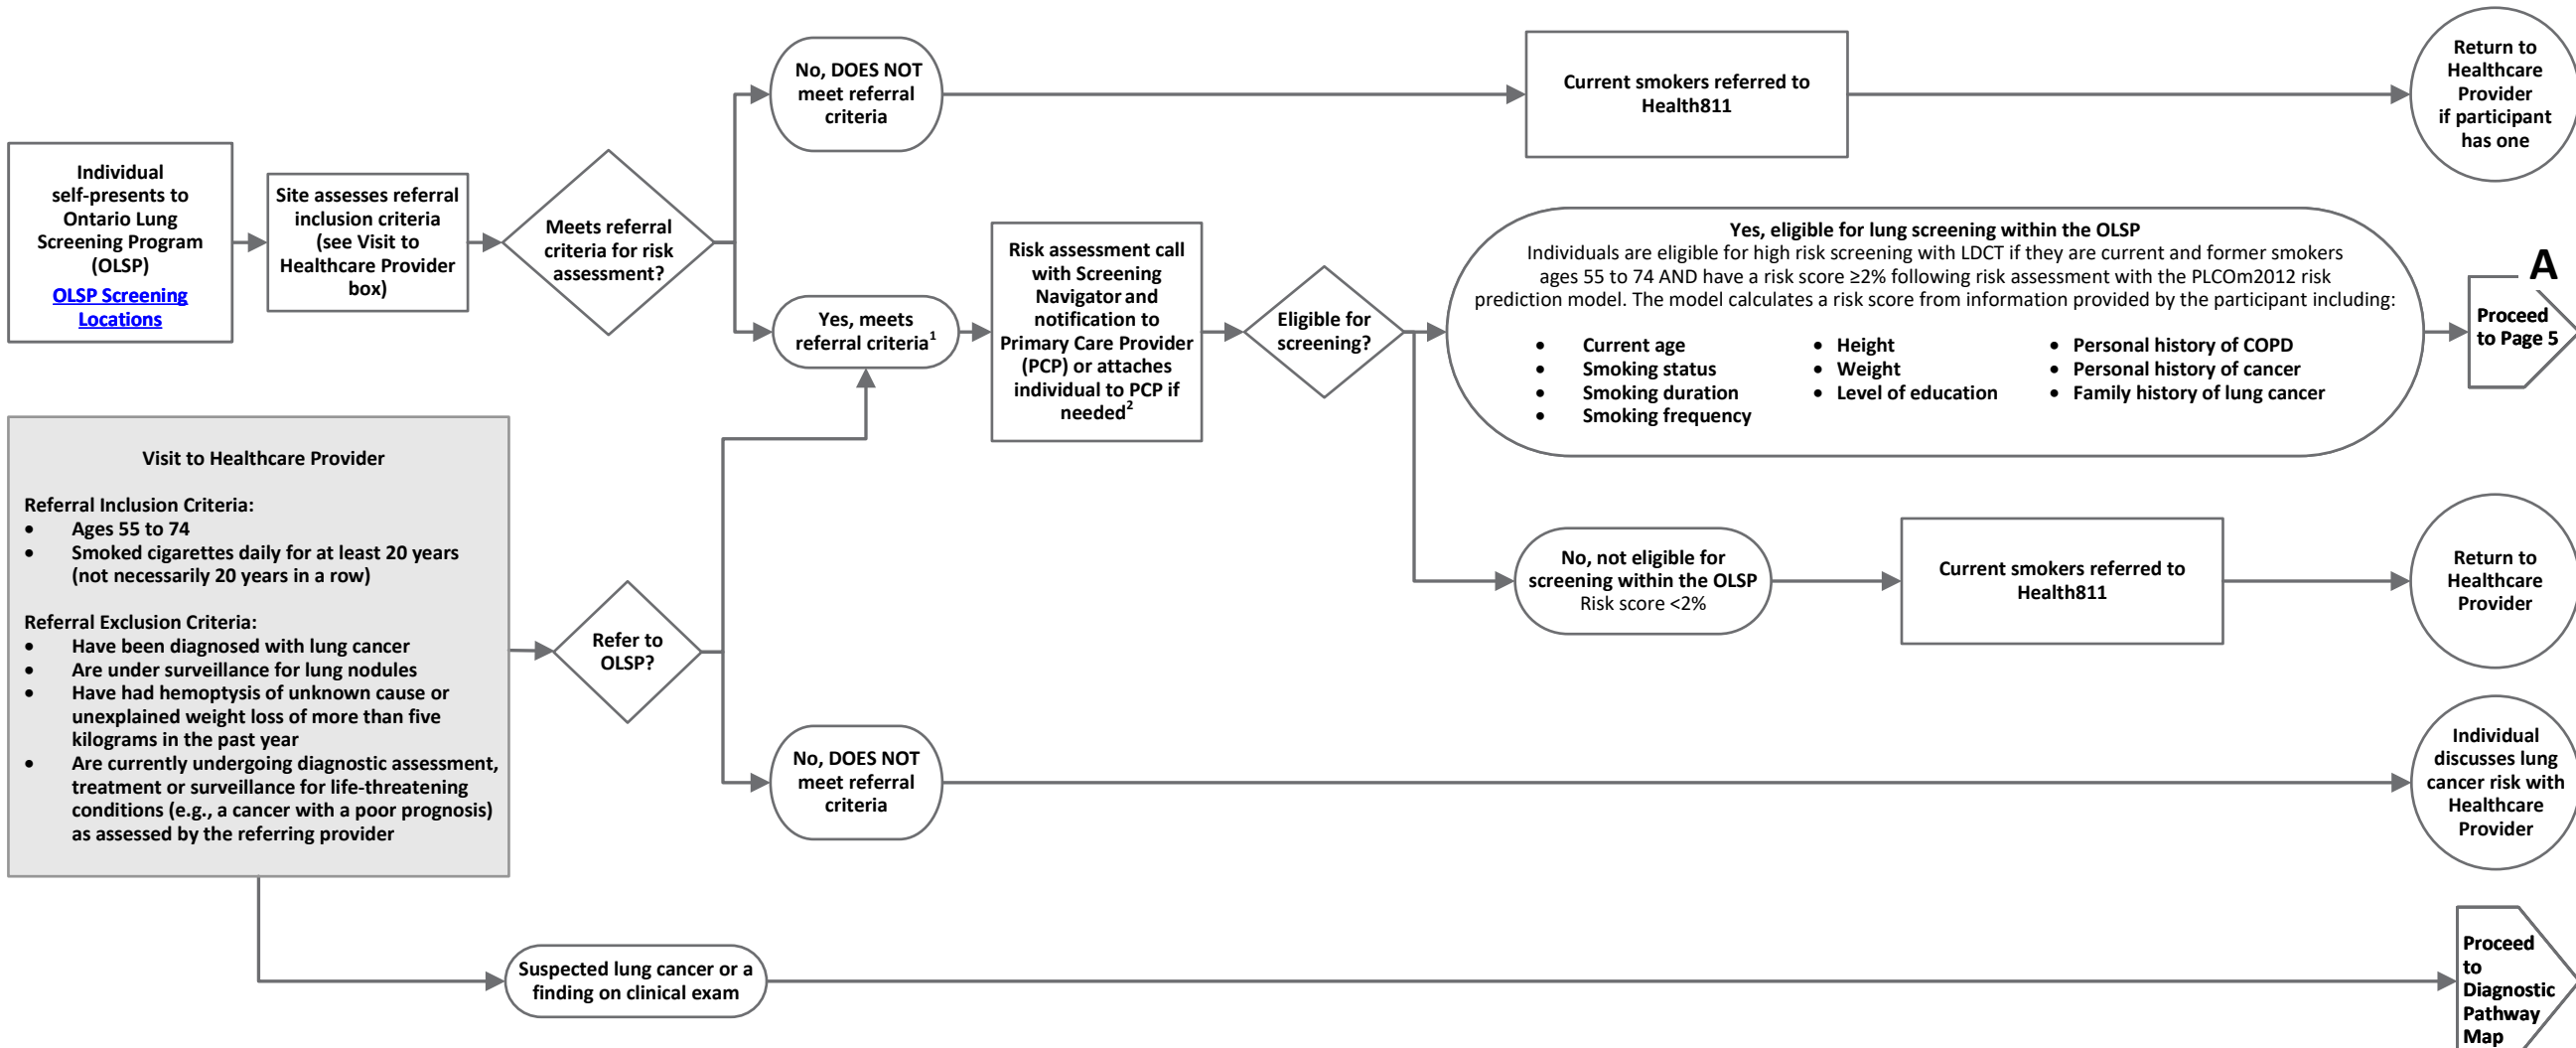 Individual
self-presents to
Ontario Lung
Screening Program
(OLSP)
OLSP Screening
Locations
Site assesses referral
inclusion criteria
(see Visit to
Healthcare Provider
box)
Meets referral
criteria for risk
assessment?
No, DOES NOT
meet referral
criteria
Current smokers referred to
Health811
Return to
Healthcare
Provider
if participant
has one
Yes, meets
referral criteria1
Risk assessment call
with Screening
Navigator and
notification to
Primary Care Provider
(PCP) or attaches
individual to PCP if
needed2
Eligible for
screening?
Yes, eligible for lung screening within the OLSP
Individuals are eligible for high risk screening with LDCT if they are current and former smokers
ages 55 to 74 AND have a risk score ≥2% following risk assessment with the PLCOm2012 risk
prediction model. The model calculates a risk score from information provided by the participant including:
• Current age
• Smoking status
• Smoking duration
• Smoking frequency
• Height
• Weight
• Level of education
• Personal history of COPD
• Personal history of cancer
• Family history of lung cancer
A
Proceed
to Page 5
No, not eligible for
screening within the OLSP
Risk score <2%
Current smokers referred to
Health811
Return to
Healthcare
Provider
Visit to Healthcare Provider
Referral Inclusion Criteria:
• Ages 55 to 74
• Smoked cigarettes daily for at least 20 years
(not necessarily 20 years in a row)
Referral Exclusion Criteria:
• Have been diagnosed with lung cancer
• Are under surveillance for lung nodules
• Have had hemoptysis of unknown cause or
unexplained weight loss of more than five
kilograms in the past year
• Are currently undergoing diagnostic assessment,
treatment or surveillance for life-threatening
conditions (e.g., a cancer with a poor prognosis)
as assessed by the referring provider
Refer to
OLSP?
No, DOES NOT
meet referral
criteria
Individual
discusses lung
cancer risk with
Healthcare
Provider
Suspected lung cancer or a
finding on clinical exam
Proceed
to
Diagnostic
Pathway
Map